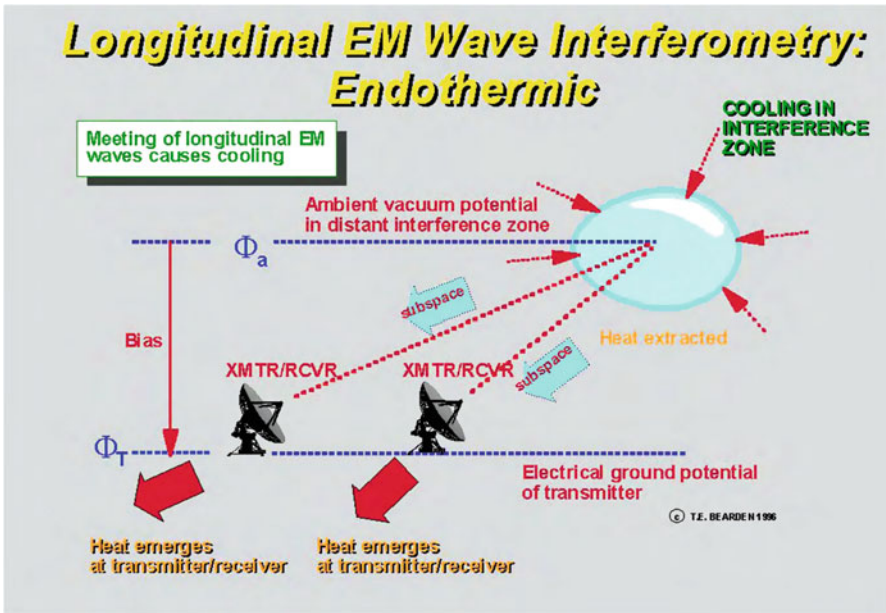 Longitudinal EM Wave Interferometry:
Endothermic
COOLING IN
INTERFERENCE
ZONE
Meeting of longitudinal EM
waves causes cooling
Ambient vacuum potential
in distant interference zone
Φa
subspace
Bias
Heat extracted
XMTR/RCVR
XMTR/RCVR
subspace
ΦT
Electrical ground potential
of transmitter
© T.E. BEARDEN 1996
Heat emerges
at transmitter/receiver
Heat emerges
at transmitter/receiver